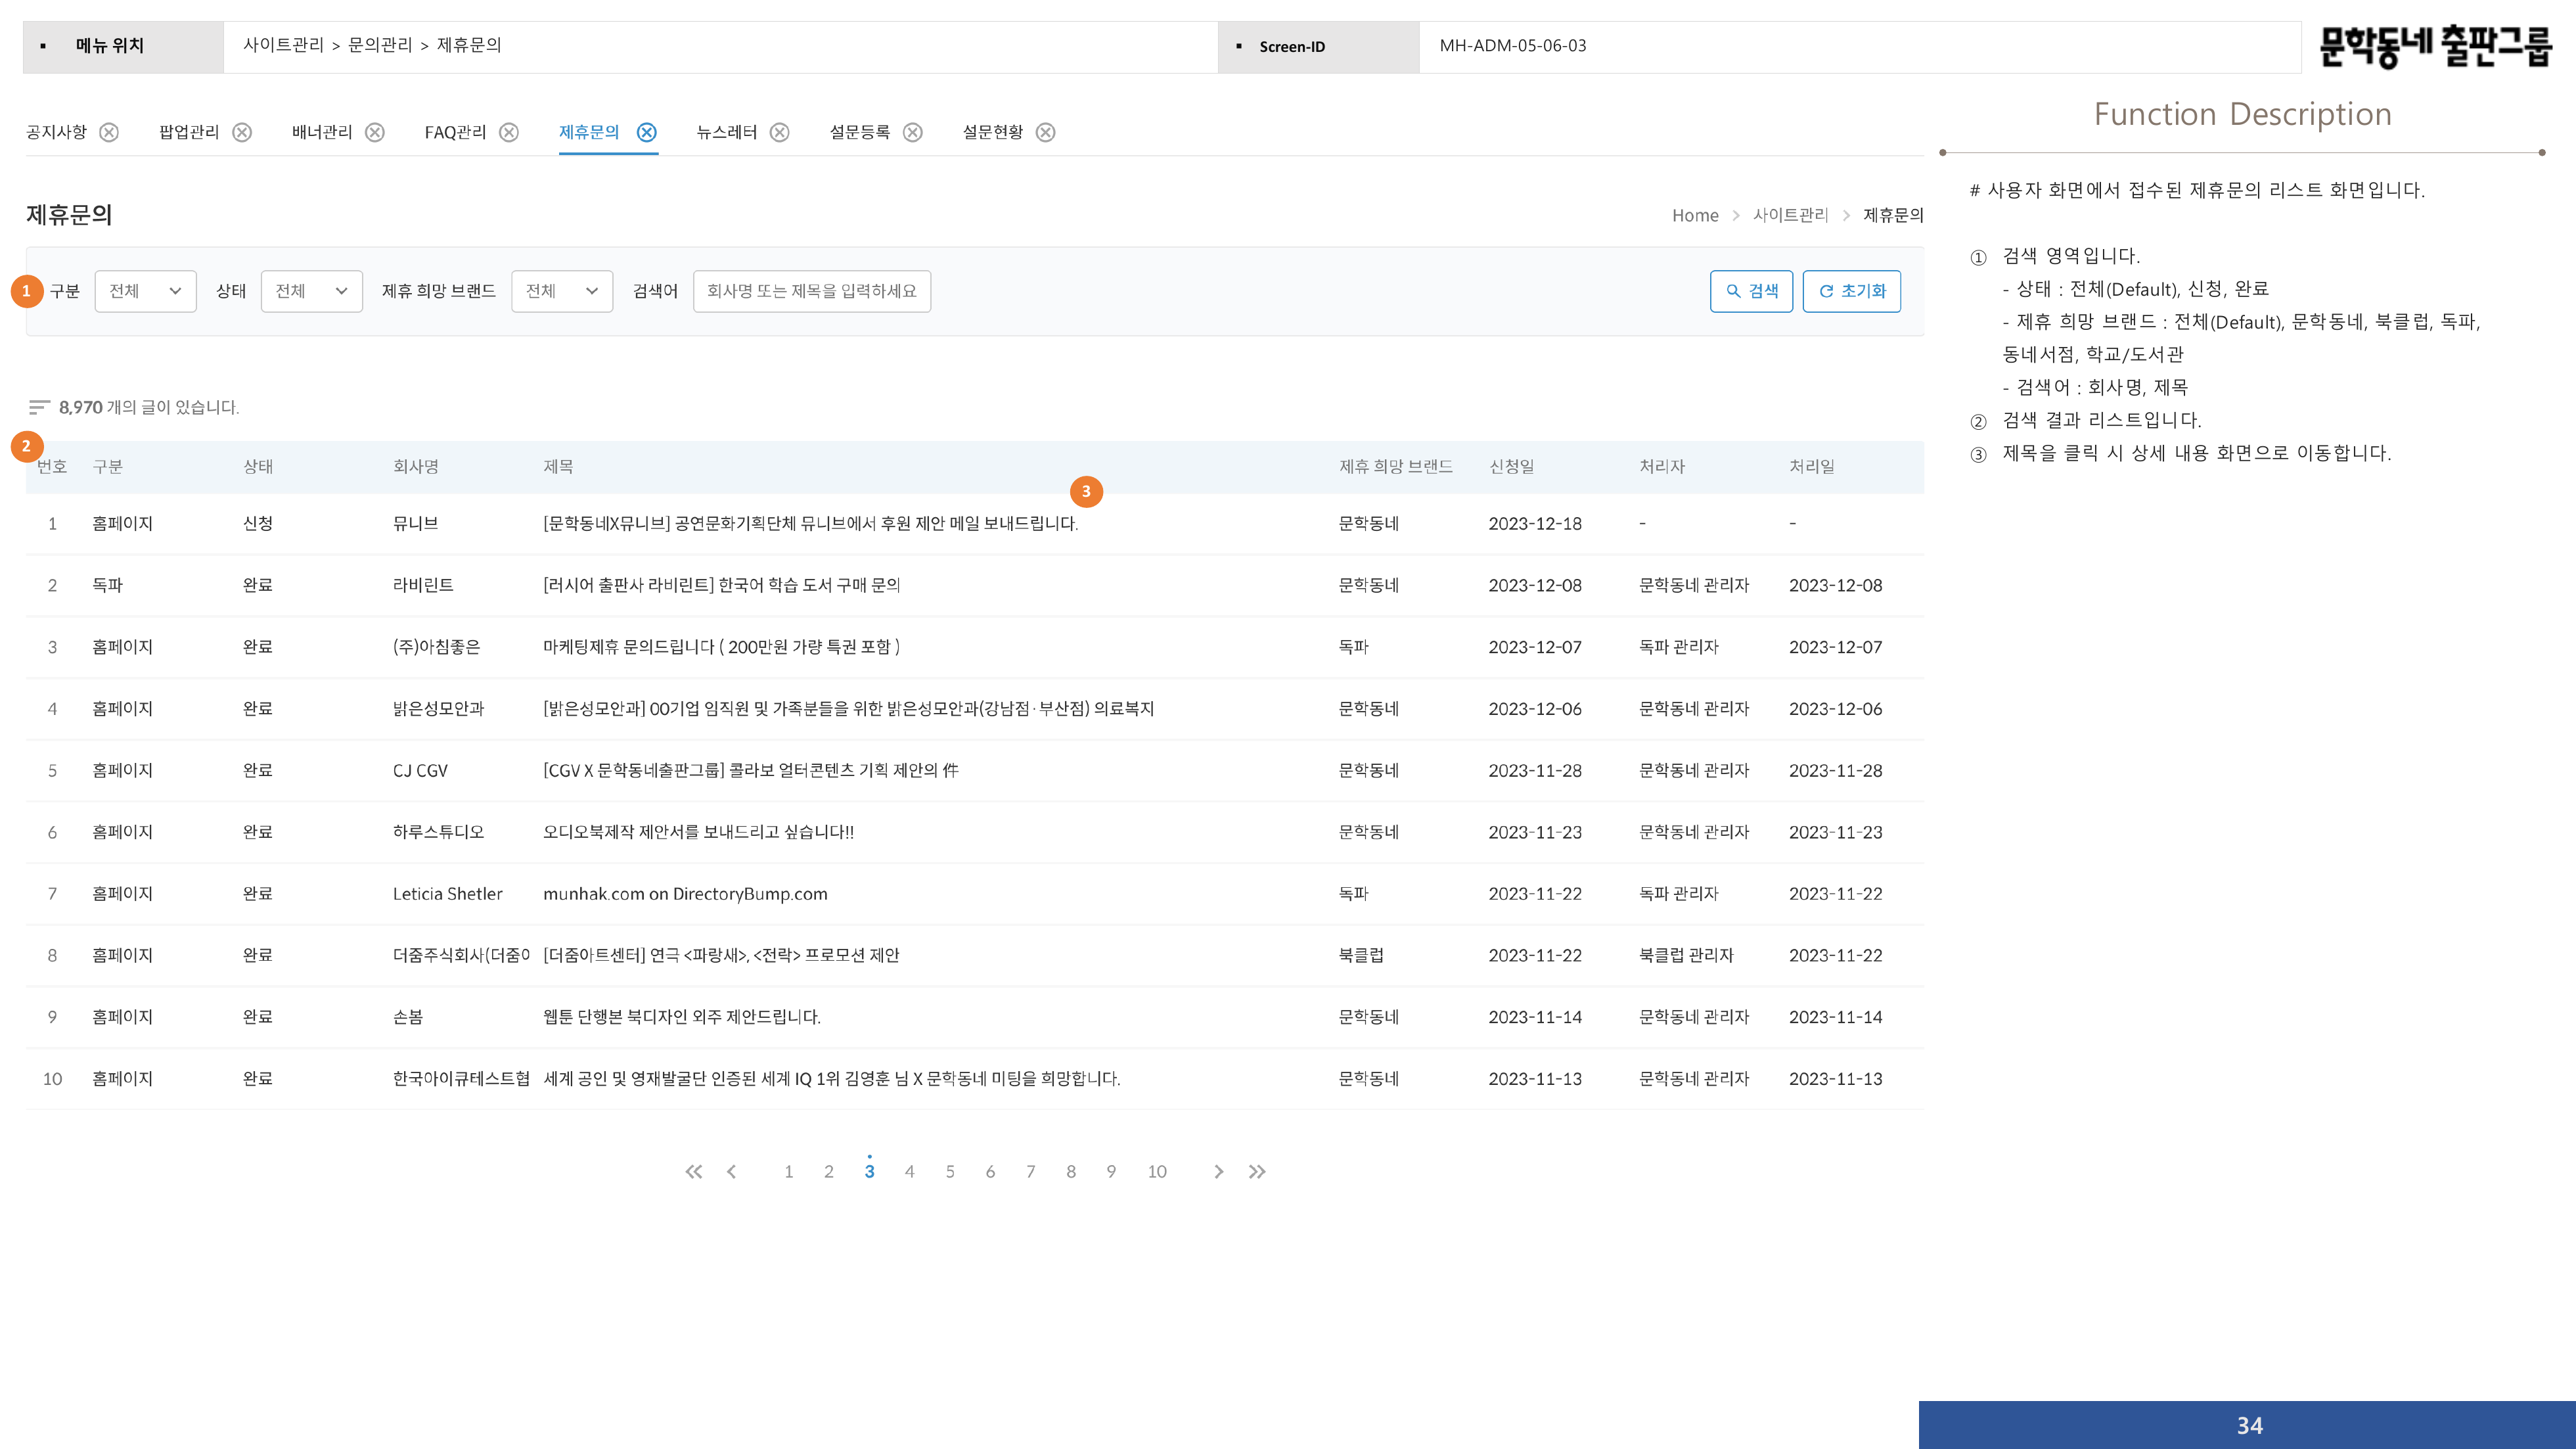 ▪ 메뉴 위치 사이트관리 > 문의관리 > 제휴문의 ▪ Screen-ID MH-ADM-05-06-03 문학동네 출판그룹
공지사항 팝업관리 배너관리 FAQ관리 제휴문의 뉴스레터 설문등록 설문현황
제휴문의 Home > 사이트관리 > 제휴문의
1 구분 전체 상태 전체 제휴 희망 브랜드 전체 검색어 회사명 또는 제목을 입력하세요 검색 초기화
8,970 개의 글이 있습니다.
2
번호 구분 상태 회사명 제목 제휴 희망 브랜드 신청일 처리자 처리일
3
1 홈페이지 신청 뮤니브 [문학동네X뮤니브] 공연문화기획단체 뮤니브에서 후원 제안 메일 보내드립니다. 문학동네 2023-12-18 - -
2 독파 완료 라비린트 [러시어 출판사 라비린트] 한국어 학습 도서 구매 문의 문학동네 2023-12-08 문학동네 관리자 2023-12-08
3 홈페이지 완료 (주)아침좋은 마케팅제휴 문의드립니다 ( 200만원 가량 특권 포함 ) 독파 2023-12-07 독파 관리자 2023-12-07
4 홈페이지 완료 밝은성모안과 [밝은성모안과] 00기업 임직원 및 가족분들을 위한 밝은성모안과(강남점·부산점) 의료복지 문학동네 2023-12-06 문학동네 관리자 2023-12-06
5 홈페이지 완료 CJ CGV [CGV X 문학동네출판그룹] 콜라보 얼터콘텐츠 기획 제안의 件 문학동네 2023-11-28 문학동네 관리자 2023-11-28
6 홈페이지 완료 하루스튜디오 오디오북제작 제안서를 보내드리고 싶습니다!! 문학동네 2023-11-23 문학동네 관리자 2023-11-23
7 홈페이지 완료 Leticia Shetler munhak.com on DirectoryBump.com 독파 2023-11-22 독파 관리자 2023-11-22
8 홈페이지 완료 더줌주식회사(더줌이 [더줌아트센터] 연극 <파랑새>, <전락> 프로모션 제안 북클럽 2023-11-22 북클럽 관리자 2023-11-22
9 홈페이지 완료 손봄 웹툰 단행본 북디자인 외주 제안드립니다. 문학동네 2023-11-14 문학동네 관리자 2023-11-14
10 홈페이지 완료 한국아이큐테스트협 세계 공인 및 영재발굴단 인증된 세계 IQ 1위 김영훈 님 X 문학동네 미팅을 희망합니다. 문학동네 2023-11-13 문학동네 관리자 2023-11-13
1 2 3 4 5 6 7 8 9 10
Function Description
# 사용자 화면에서 접수된 제휴문의 리스트 화면입니다.
① 검색 영역입니다.
- 상태 : 전체(Default), 신청, 완료
- 제휴 희망 브랜드 : 전체(Default), 문학동네, 북클럽, 독파,
동네서점, 학교/도서관
- 검색어 : 회사명, 제목
② 검색 결과 리스트입니다.
③ 제목을 클릭 시 상세 내용 화면으로 이동합니다.
34